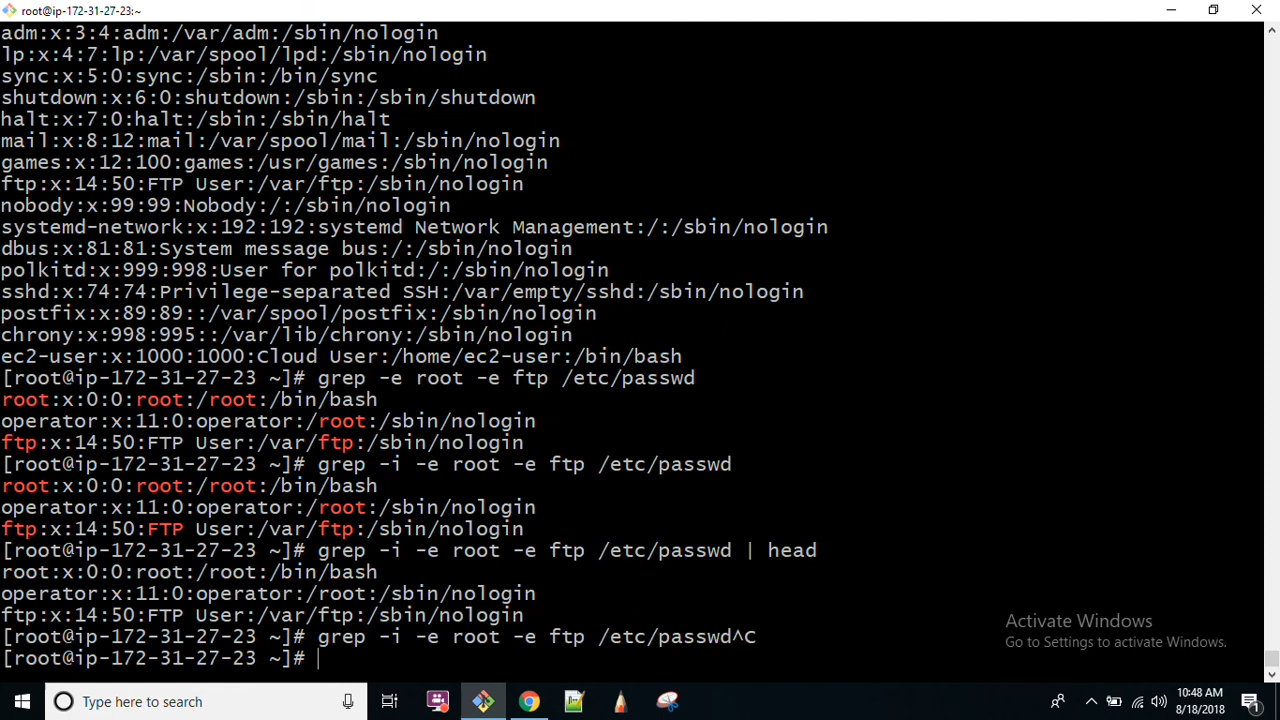 root@ip-172-31-27-23:~
adm:x:3:4:adm:/var/adm:/sbin/nologin
lp:x:4:7:lp:/var/spool/lpd:/sbin/nologin
sync:x:5:0:sync:/sbin:/bin/sync
shutdown:x:6:0:shutdown:/sbin:/sbin/shutdown
halt:x:7:0:halt:/sbin:/sbin/halt
mail:x:8:12:mail:/var/spool/mail:/sbin/nologin
games:x:12:100:games:/usr/games:/sbin/nologin
ftp:x:14:50:FTP User:/var/ftp:/sbin/nologin
nobody:x:99:99:Nobody:/:/sbin/nologin
systemd-network:x:192:192:systemd Network Management:/:/sbin/nologin
dbus:x:81:81:System message bus:/:/sbin/nologin
polkitd:x:999:998:User for polkitd:/:/sbin/nologin
sshd:x:74:74:Privilege-separated SSH:/var/empty/sshd:/sbin/nologin
postfix:x:89:89::/var/spool/postfix:/sbin/nologin
chrony:x:998:995::/var/lib/chrony:/sbin/nologin
ec2-user:x:1000:1000:Cloud User:/home/ec2-user:/bin/bash
[root@ip-172-31-27-23 ~]# grep -e root -e ftp /etc/passwd
root:x:0:0:root:/root:/bin/bash
operator:x:11:0:operator:/root:/sbin/nologin
ftp:x:14:50:FTP User:/var/ftp:/sbin/nologin
[root@ip-172-31-27-23 ~]# grep -i -e root -e ftp /etc/passwd
root:x:0:0:root:/root:/bin/bash
operator:x:11:0:operator:/root:/sbin/nologin
ftp:x:14:50:FTP User:/var/ftp:/sbin/nologin
[root@ip-172-31-27-23 ~]# grep -i -e root -e ftp /etc/passwd | head
root:x:0:0:root:/root:/bin/bash
operator:x:11:0:operator:/root:/sbin/nologin
ftp:x:14:50:FTP User:/var/ftp:/sbin/nologin
[root@ip-172-31-27-23 ~]# grep -i -e root -e ftp /etc/passwd^C
[root@ip-172-31-27-23 ~]#
Activate Windows
Go to Settings to activate Windows.
Type here to search
10:48 AM
8/18/2018
1